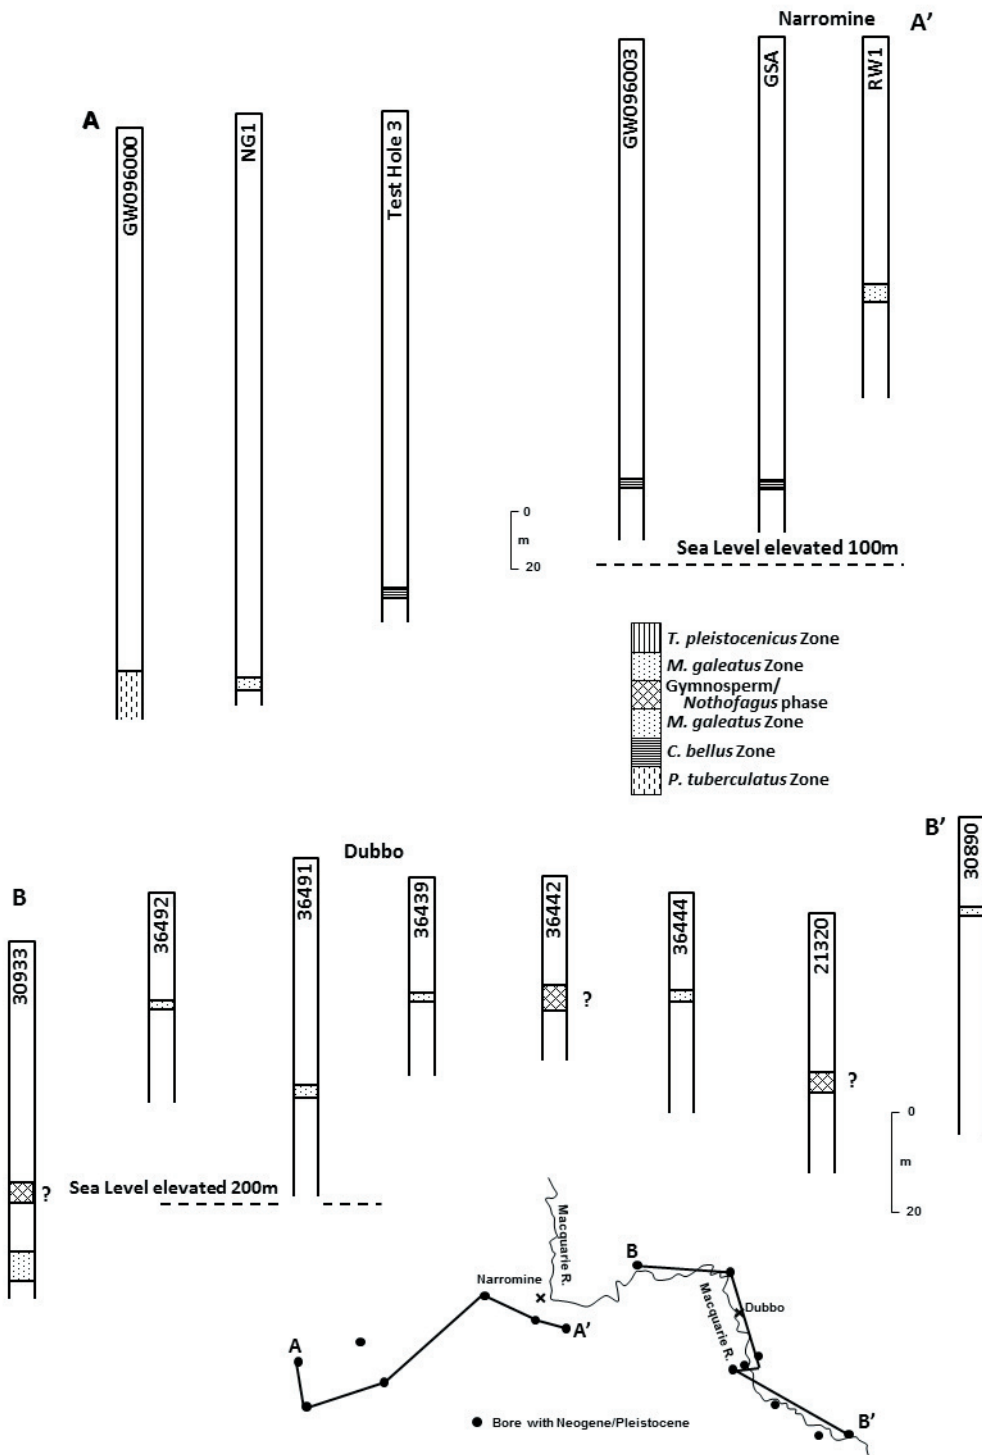 Narromine A’
A
GW096000
NG1
Test Hole 3
GW096003
GSA
RW1
0
m
20
Sea Level elevated 100m
T. pleistocenicus Zone
M. galeatus Zone
Gymnosperm/
Nothofagus phase
M. galeatus Zone
C. bellus Zone
P. tuberculatus Zone
Dubbo
B’
B
30933
36492
36491
36439
36442
36444
21320
30890
?
?
?
Sea Level elevated 200m
0
m
20
Macquarie R.
Narromine
B
Dubbo
Macquarie R.
A
A’
B’
Bore with Neogene/Pleistocene